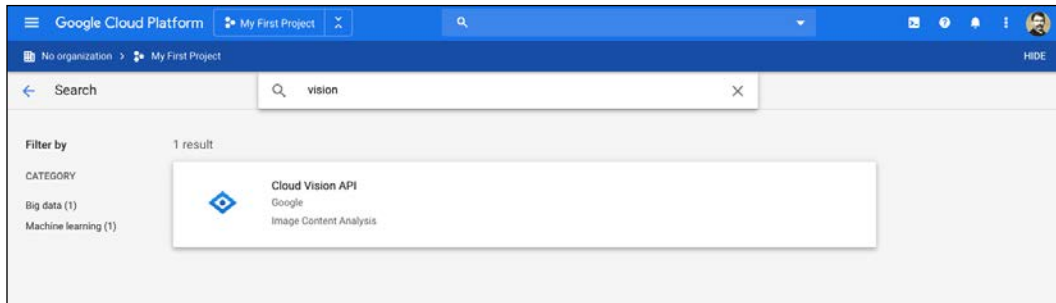 Google Cloud Platform My First Project
No organization > My First Project HIDE
Search vision
Filter by 1 result
CATEGORY
Big data (1)
Machine learning (1)
Cloud Vision API
Google
Image Content Analysis